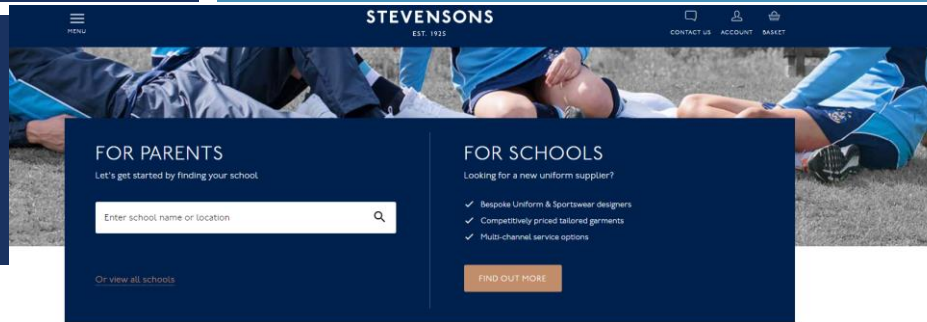 MENU
STEVENSONS
EST. 1925
CONTACT US
ACCOUNT
BASKET
FOR PARENTS
Let's get started by finding your school
Enter school name or location
Or view all schools
FOR SCHOOLS
Looking for a new uniform supplier?
Bespoke Uniform & Sportswear designers
Competitively priced tailored garments
Multi-channel service options
FIND OUT MORE